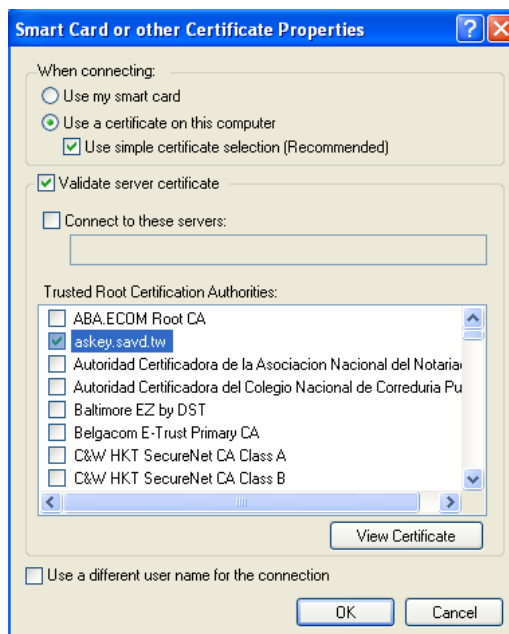 Smart Card or other Certificate Properties
When connecting:
Use my smart card
Use a certificate on this computer
Use simple certificate selection (Recommended)
Validate server certificate
Connect to these servers:
Trusted Root Certification Authorities:
ABA.ECOM Root CA
askey.savd.tw
Autoridad Certificadora de la Asociacion Nacional del Notaria
Autoridad Certificadora del Colegio Nacional de Correduria Pu
Baltimore EZ by DST
Belgacom E-Trust Primary CA
C&W HKT SecureNet CA Class A
C&W HKT SecureNet CA Class B
View Certificate
Use a different user name for the connection
OK Cancel